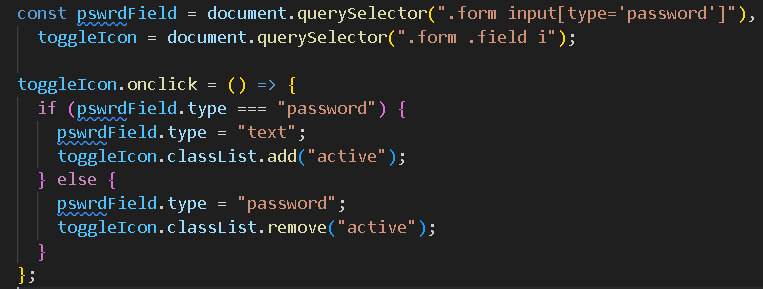 const pswrdField = document.querySelector(".form input[type='password']"),
  toggleIcon = document.querySelector(".form .field i");

toggleIcon.onclick = () => {
  if (pswrdField.type === "password") {
    pswrdField.type = "text";
    toggleIcon.classList.add("active");
  } else {
    pswrdField.type = "password";
    toggleIcon.classList.remove("active");
  }
};